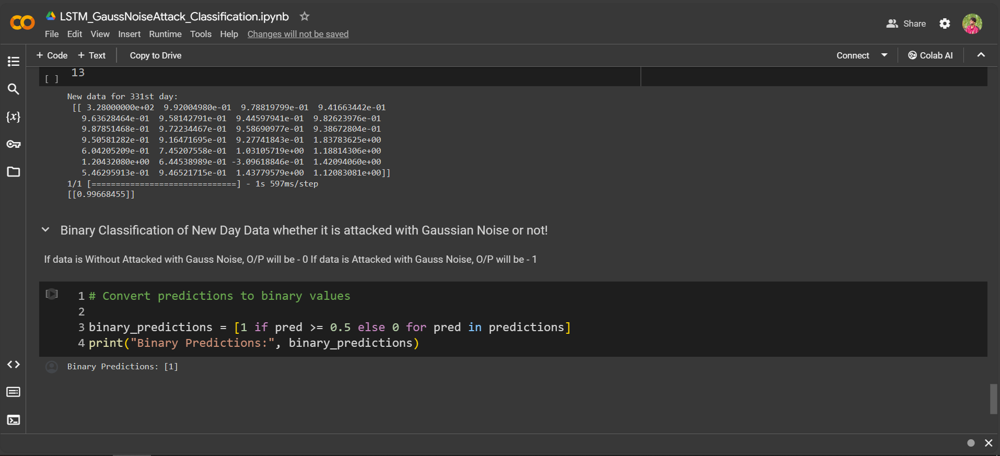 LSTM_GaussNoiseAttack_Classification.ipynb
Share
File Edit View Insert Runtime Tools Help Changes will not be saved
+ Code + Text Copy to Drive Connect Colab AI
13
[ ]
New data for 331st day:
[[ 3.28000000e+02 9.92004980e-01 9.78819799e-01 9.41663442e-01
9.63628464e-01 9.58142791e-01 9.44597941e-01 9.82623976e-01
9.87851468e-01 9.72234467e-01 9.58690977e-01 9.38672804e-01
9.50581282e-01 9.16471695e-01 9.27741843e-01 1.83783625e+00
6.04205209e-01 7.45207558e-01 1.03105719e+00 1.18814306e+00
1.20432080e+00 6.44538989e-01 -3.09618846e-01 1.42094060e+00
5.46295913e-01 9.46521715e-01 1.43779579e+00 1.12083081e+00]]
1/1 [==============================] - 1s 597ms/step
[[0.99668455]]
Binary Classification of New Day Data whether it is attacked with Gaussian Noise or not!
If data is Without Attacked with Gauss Noise, O/P will be - 0 If data is Attacked with Gauss Noise, O/P will be - 1
[ ]
1 # Convert predictions to binary values
2
3 binary_predictions = [1 if pred >= 0.5 else 0 for pred in predictions]
4 print("Binary Predictions:", binary_predictions)
Binary Predictions: [1]
{x}